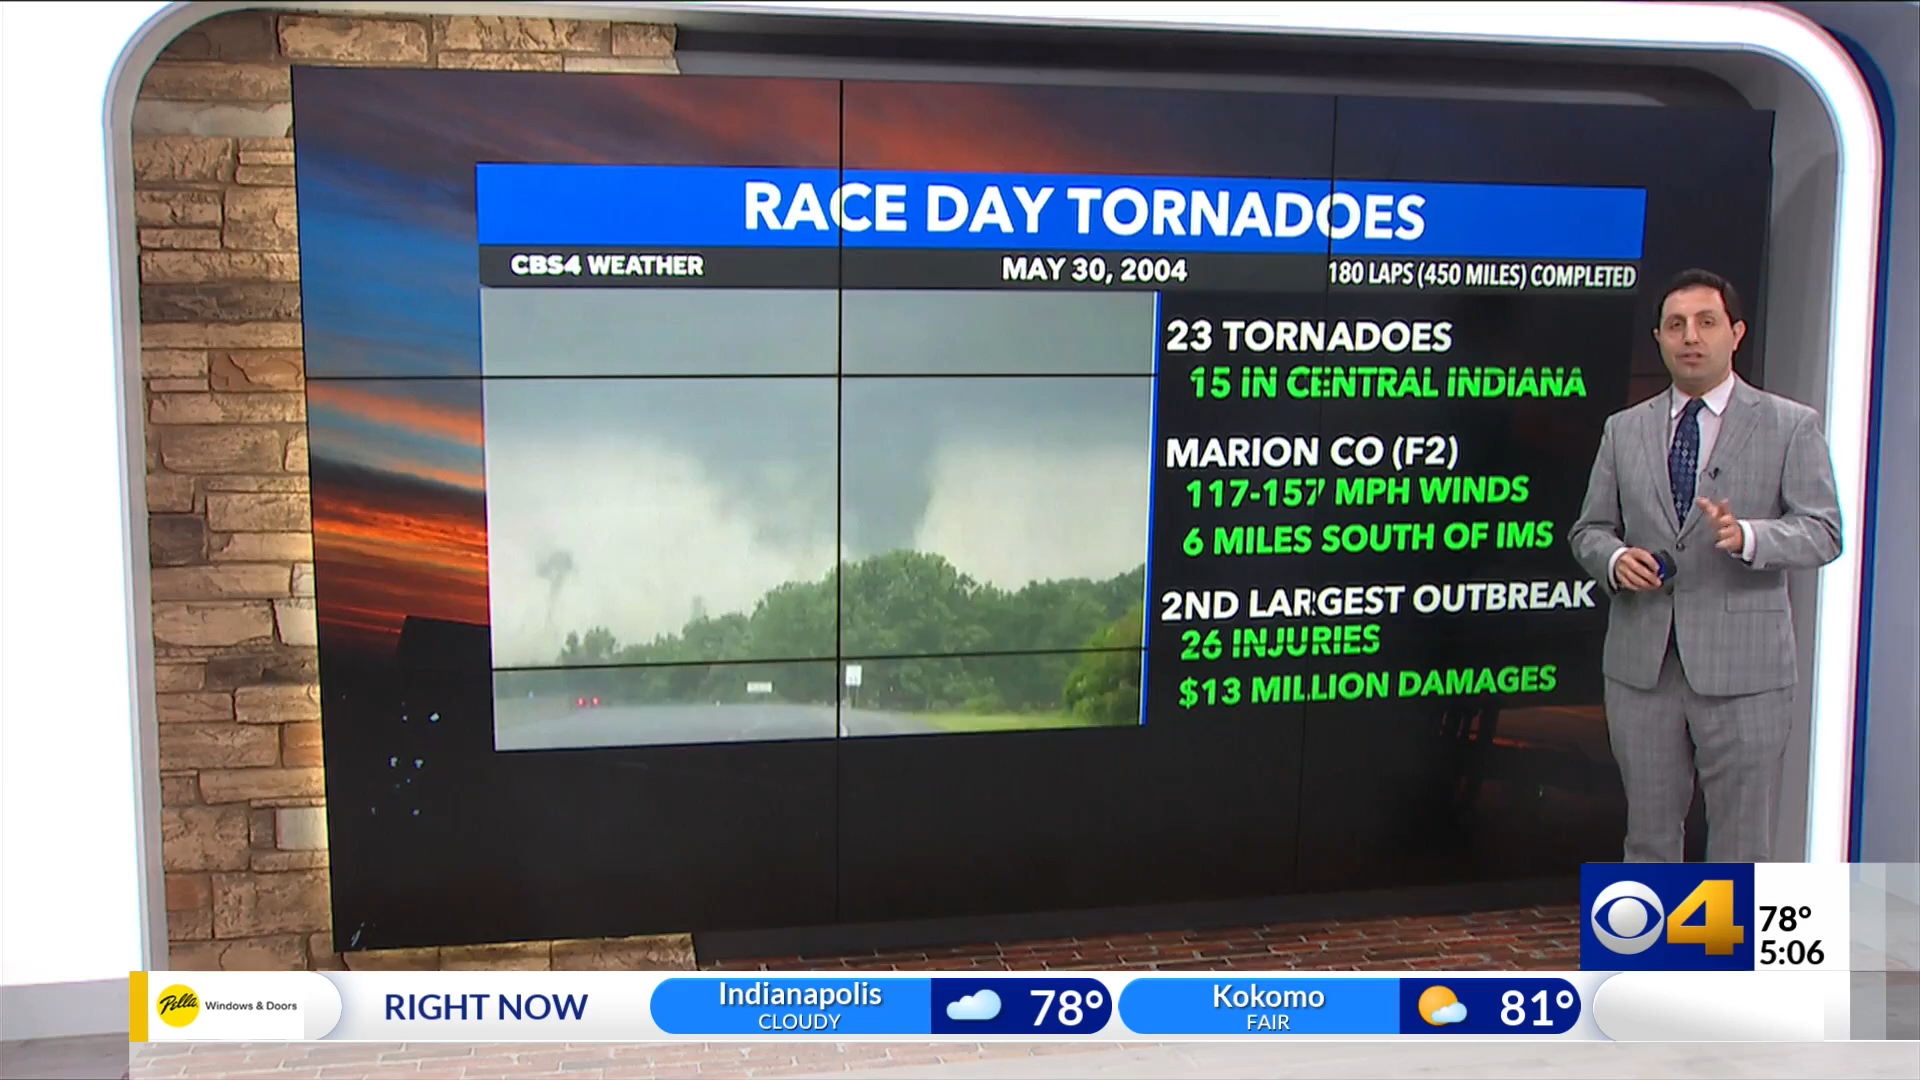 RACE DAY TORNADOES
CBS4 WEATHER
MAY 30, 2004
180 LAPS (450 MILES) COMPLETED
23 TORNADOES
15 IN CENTRAL INDIANA
MARION CO (F2)
117-157 MPH WINDS
6 MILES SOUTH OF IMS
2ND LARGEST OUTBREAK
26 INJURIES
$13 MILLION DAMAGES
4
78°
5:06
Pella
Windows & Doors
RIGHT NOW
Indianapolis
CLOUDY
78°
Kokomo
FAIR
81°